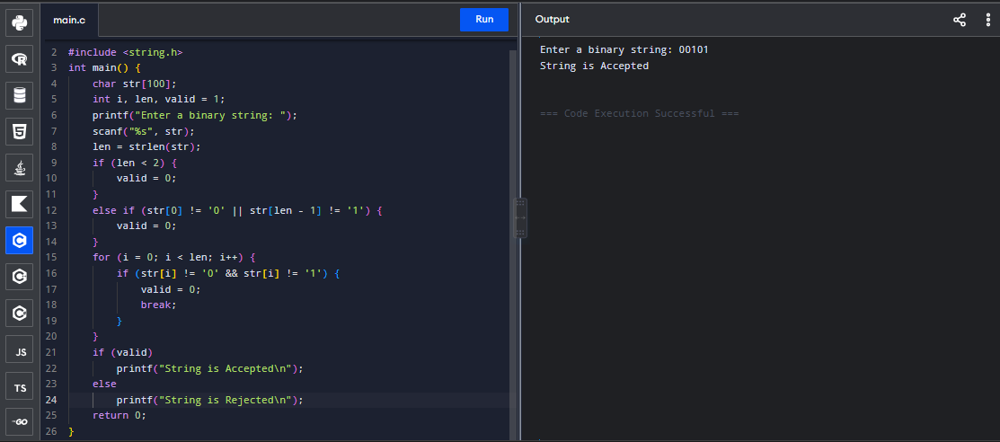 main.c
Run
2 #include <string.h>
3 int main() {
4     char str[100];
5     int i, len, valid = 1;
6     printf("Enter a binary string: ");
7     scanf("%s", str);
8     len = strlen(str);
9     if (len < 2) {
10         valid = 0;
11     }
12     else if (str[0] != '0' || str[len - 1] != '1') {
13         valid = 0;
14     }
15     for (i = 0; i < len; i++) {
16         if (str[i] != '0' && str[i] != '1') {
17             valid = 0;
18             break;
19         }
20     }
21     if (valid)
22         printf("String is Accepted\n");
23     else
24         printf("String is Rejected\n");
25     return 0;
26 }
Output
Enter a binary string: 00101
String is Accepted
=== Code Execution Successful ===
R
5
C
C
C
JS
TS
GO